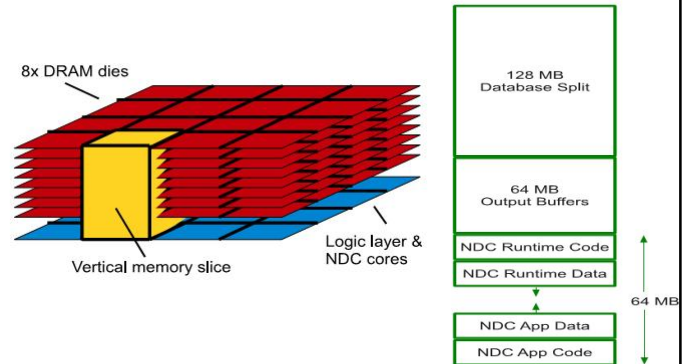 8x DRAM dies
Vertical memory slice
Logic layer &
NDC cores
128 MB
Database Split
64 MB
Output Buffers
NDC Runtime Code
NDC Runtime Data
64 MB
NDC App Data
NDC App Code